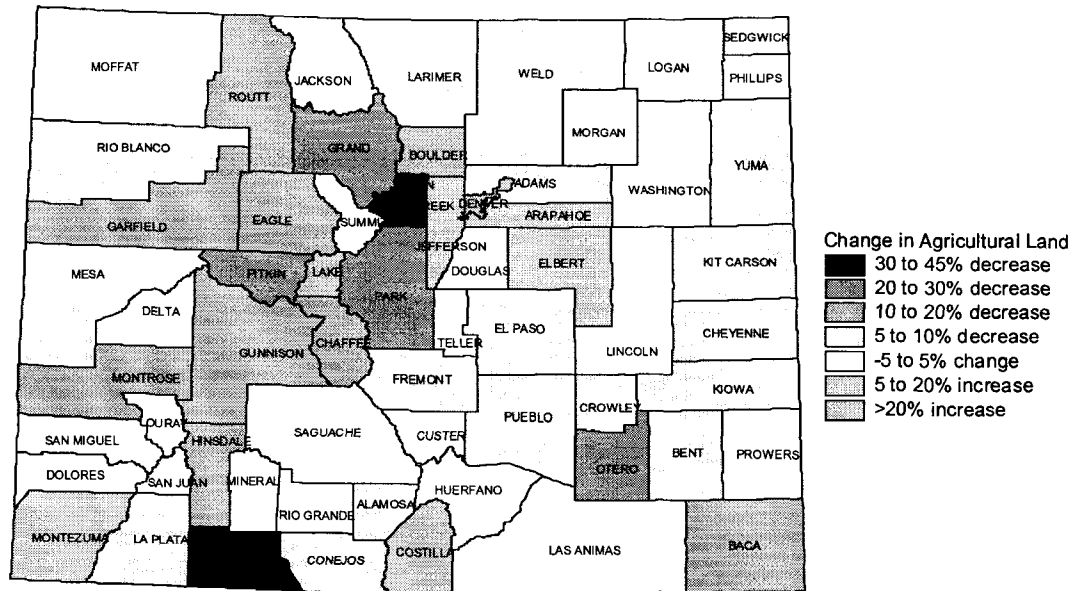 SEDGWICK
MOFFAT
JACKSON
LARIMER
WELD
LOGAN
PHILLIPS
ROUTT
MORGAN
RIO BLANCO
GRAND
BOULDER
YUMA
WASHINGTON
ADAMS
DENVER
ARAPAHOE
GARFIELD
EAGLE
JEFFERSON
DOUGLAS
ELBERT
KIT CARSON
MESA
PITKIN
LAKE
PARK
DELTA
EL PASO
CHEYENNE
TELLER
CHAFFEE
GUNNISON
LINCOLN
MONTROSE
FREMONT
KIOWA
CROWLEY
PUEBLO
OURAY
SAGUACHE
SAN MIGUEL
HINSDALE
CUSTER
BENT
PROWERS
OTERO
DOLORES
SAN JUAN
MINERAL
HUERFANO
RIO GRANDE
ALAMOSA
MONTEZUMA
LA PLATA
CONEJOS
COSTILLA
LAS ANIMAS
BACA
Change in Agricultural Land
30 to 45% decrease
20 to 30% decrease
10 to 20% decrease
5 to 10% decrease
-5 to 5% change
5 to 20% increase
>20% increase